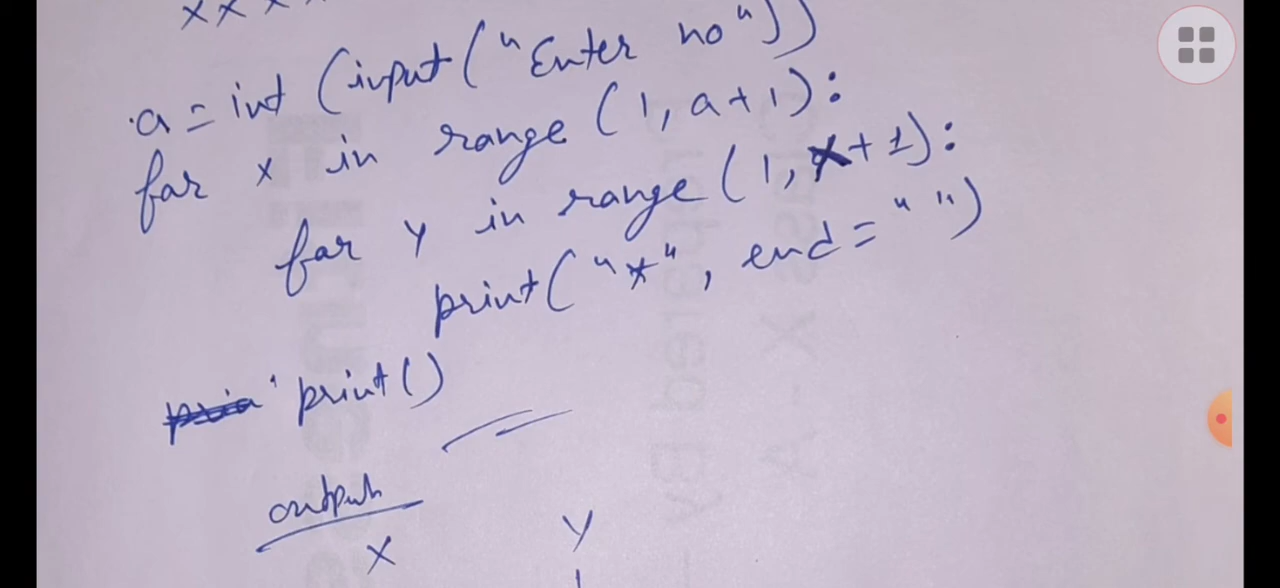 x x x x
a = int (input ("Enter no"))
for x in range (1, a+1):
for y in range (1, x+1):
print ("*", end = " ")
print ()
output
x y